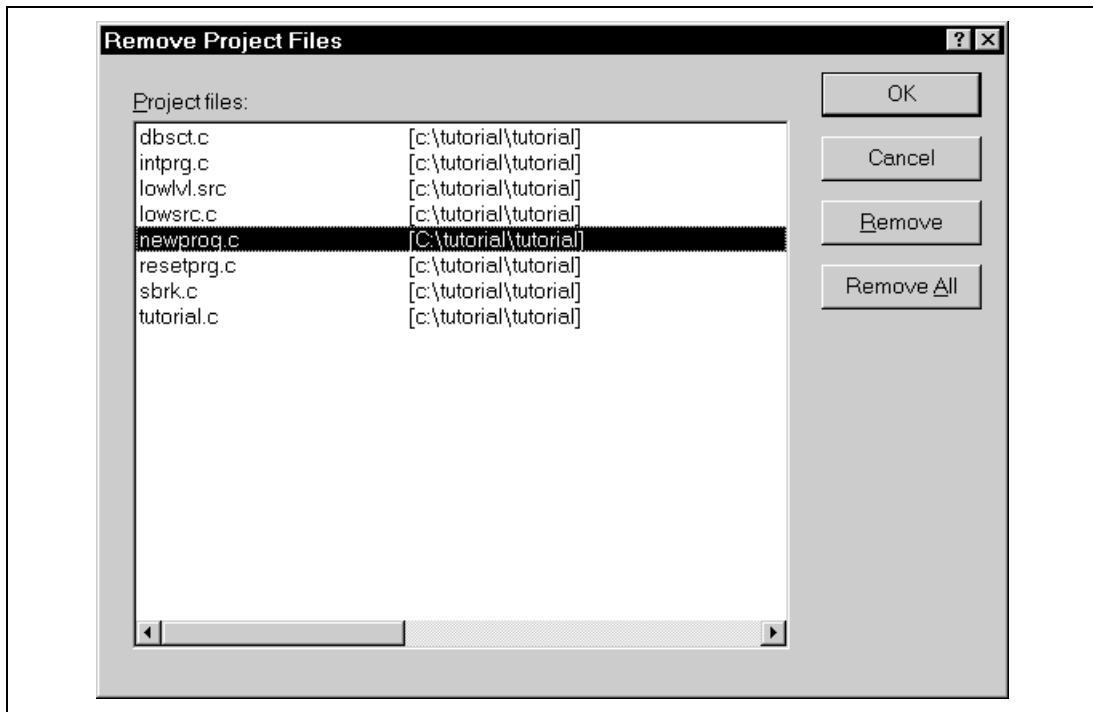 Remove Project Files
Project files:
dbsct.c [c:\tutorial\tutorial]
intprg.c [c:\tutorial\tutorial]
lowlvl.src [c:\tutorial\tutorial]
lowsrc.c [c:\tutorial\tutorial]
newprog.c [C:\tutorial\tutorial]
resetprg.c [c:\tutorial\tutorial]
sbrk.c [c:\tutorial\tutorial]
tutorial.c [c:\tutorial\tutorial]
OK
Cancel
Remove
Remove All